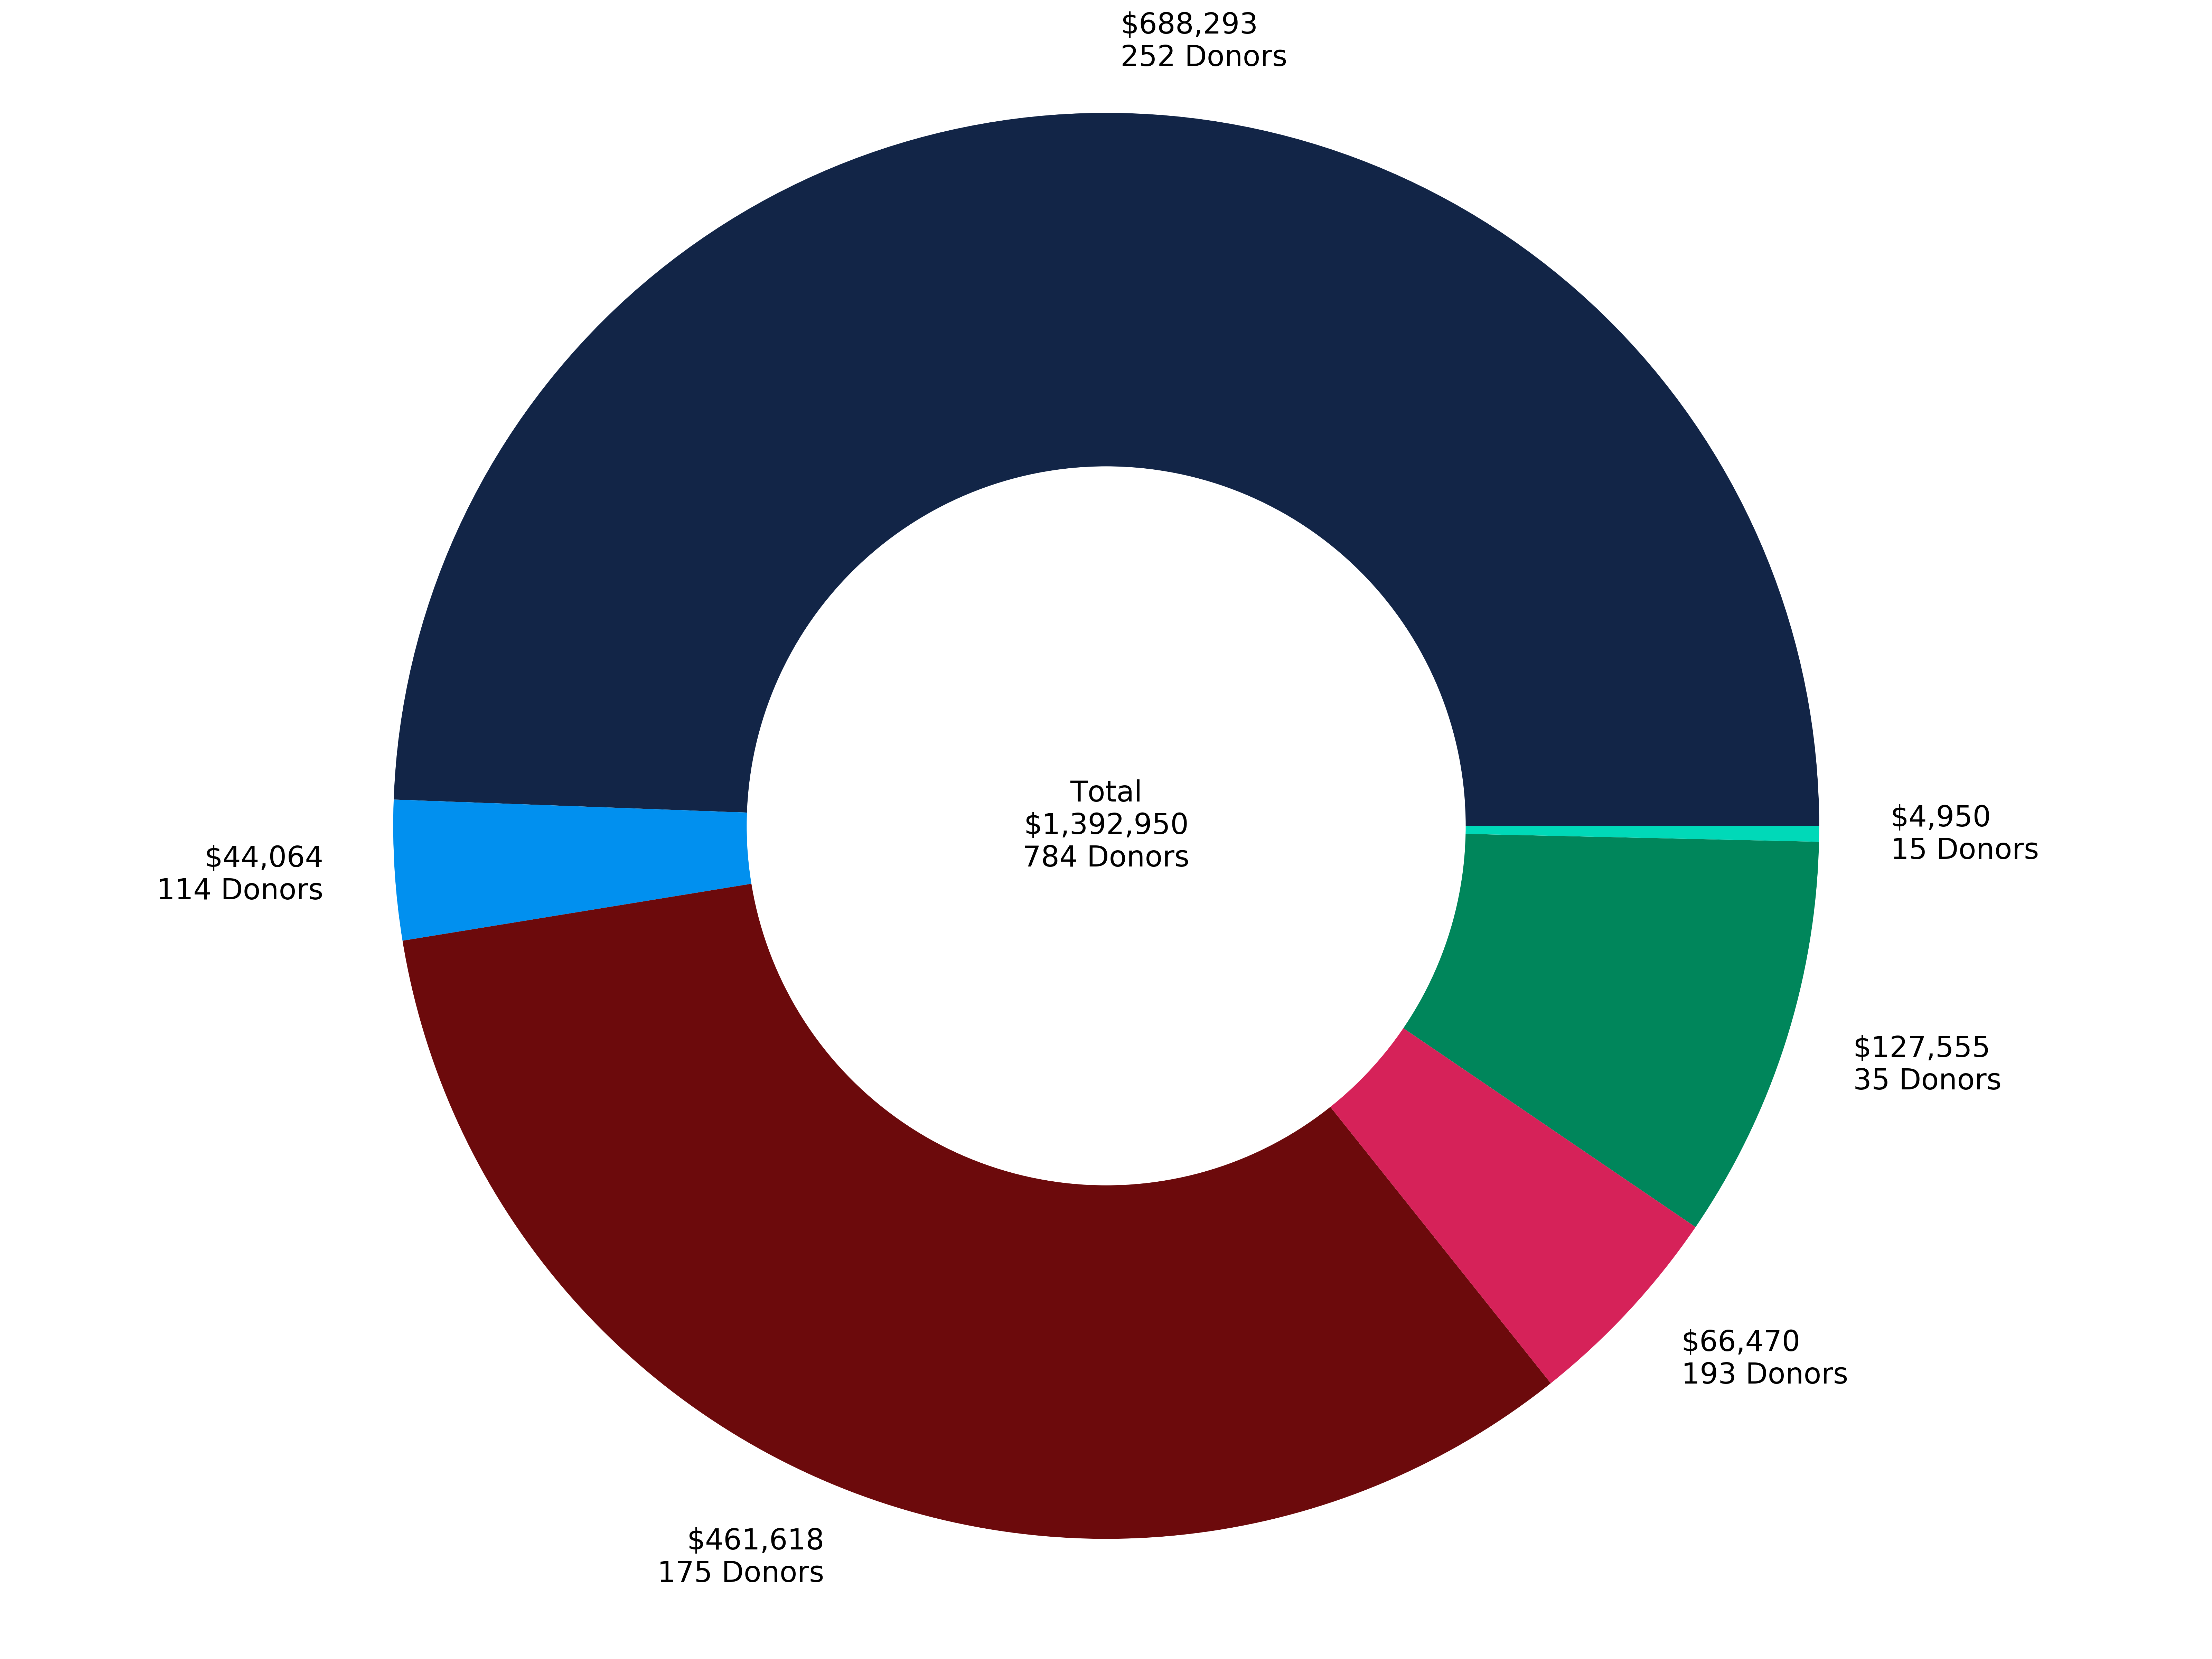 $688,293
252 Donors
Total
$1,392,950
784 Donors
$4,950
15 Donors
$44,064
114 Donors
$127,555
35 Donors
$66,470
193 Donors
$461,618
175 Donors